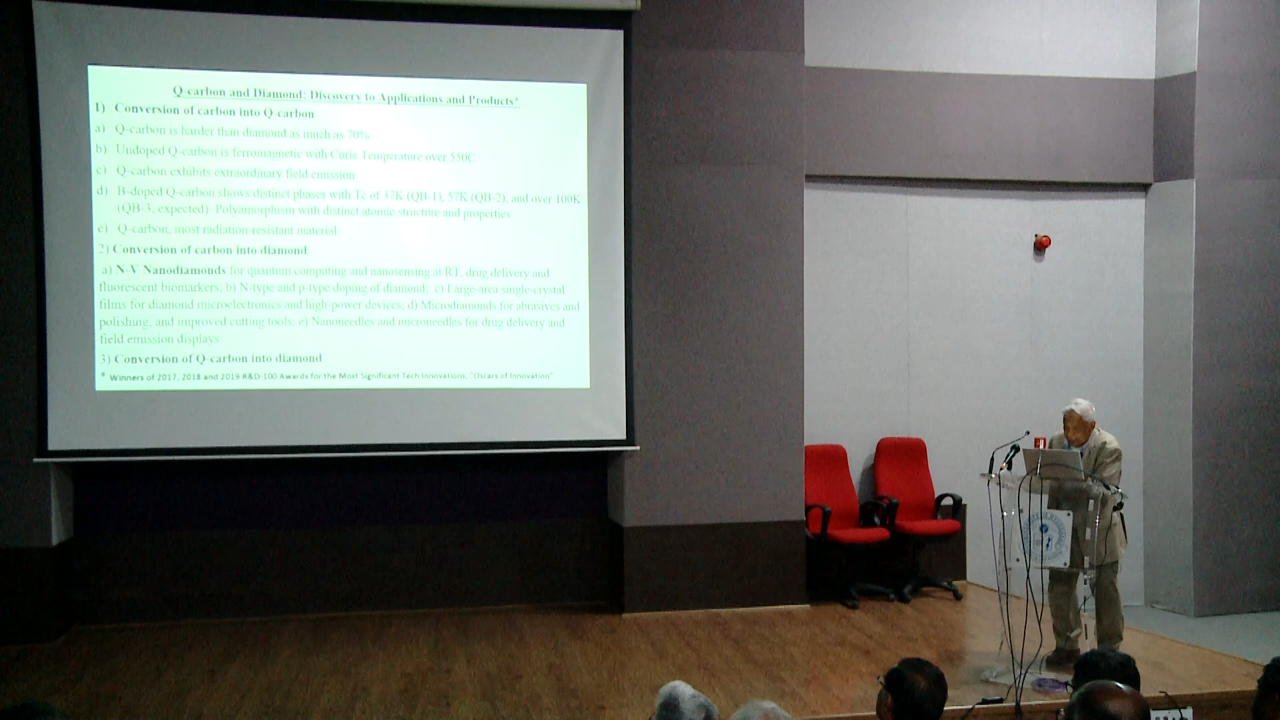 Q-carbon and Diamond: Discovery to Applications and Products*
1) Conversion of carbon into Q-carbon
a) Q-carbon is harder than diamond as much as 70%
b) Undoped Q-carbon is ferromagnetic with Curie Temperature over 550C
c) Q-carbon exhibits extraordinary field emission
d) B-doped Q-carbon shows distinct phases with Tc of 37K (QB-1), 57K (QB-2), and over 100K
(QB-3, expected). Polyamorphism with distinct atomic structure and properties
e) Q-carbon, most radiation-resistant material
2) Conversion of carbon into diamond
a) N-V Nanodiamonds for quantum computing and nanosensing at RT, drug delivery and
fluorescent biomarkers; b) N-type and p-type doping of diamond; c) Large-area single-crystal
films for diamond microelectronics and high-power devices; d) Microdiamonds for abrasives and
polishing, and improved cutting tools; e) Nanoneedles and microneedles for drug delivery and
field emission displays
3) Conversion of Q-carbon into diamond
* Winners of 2017, 2018 and 2019 R&D-100 Awards for the Most Significant Tech Innovations, "Oscars of Innovation"